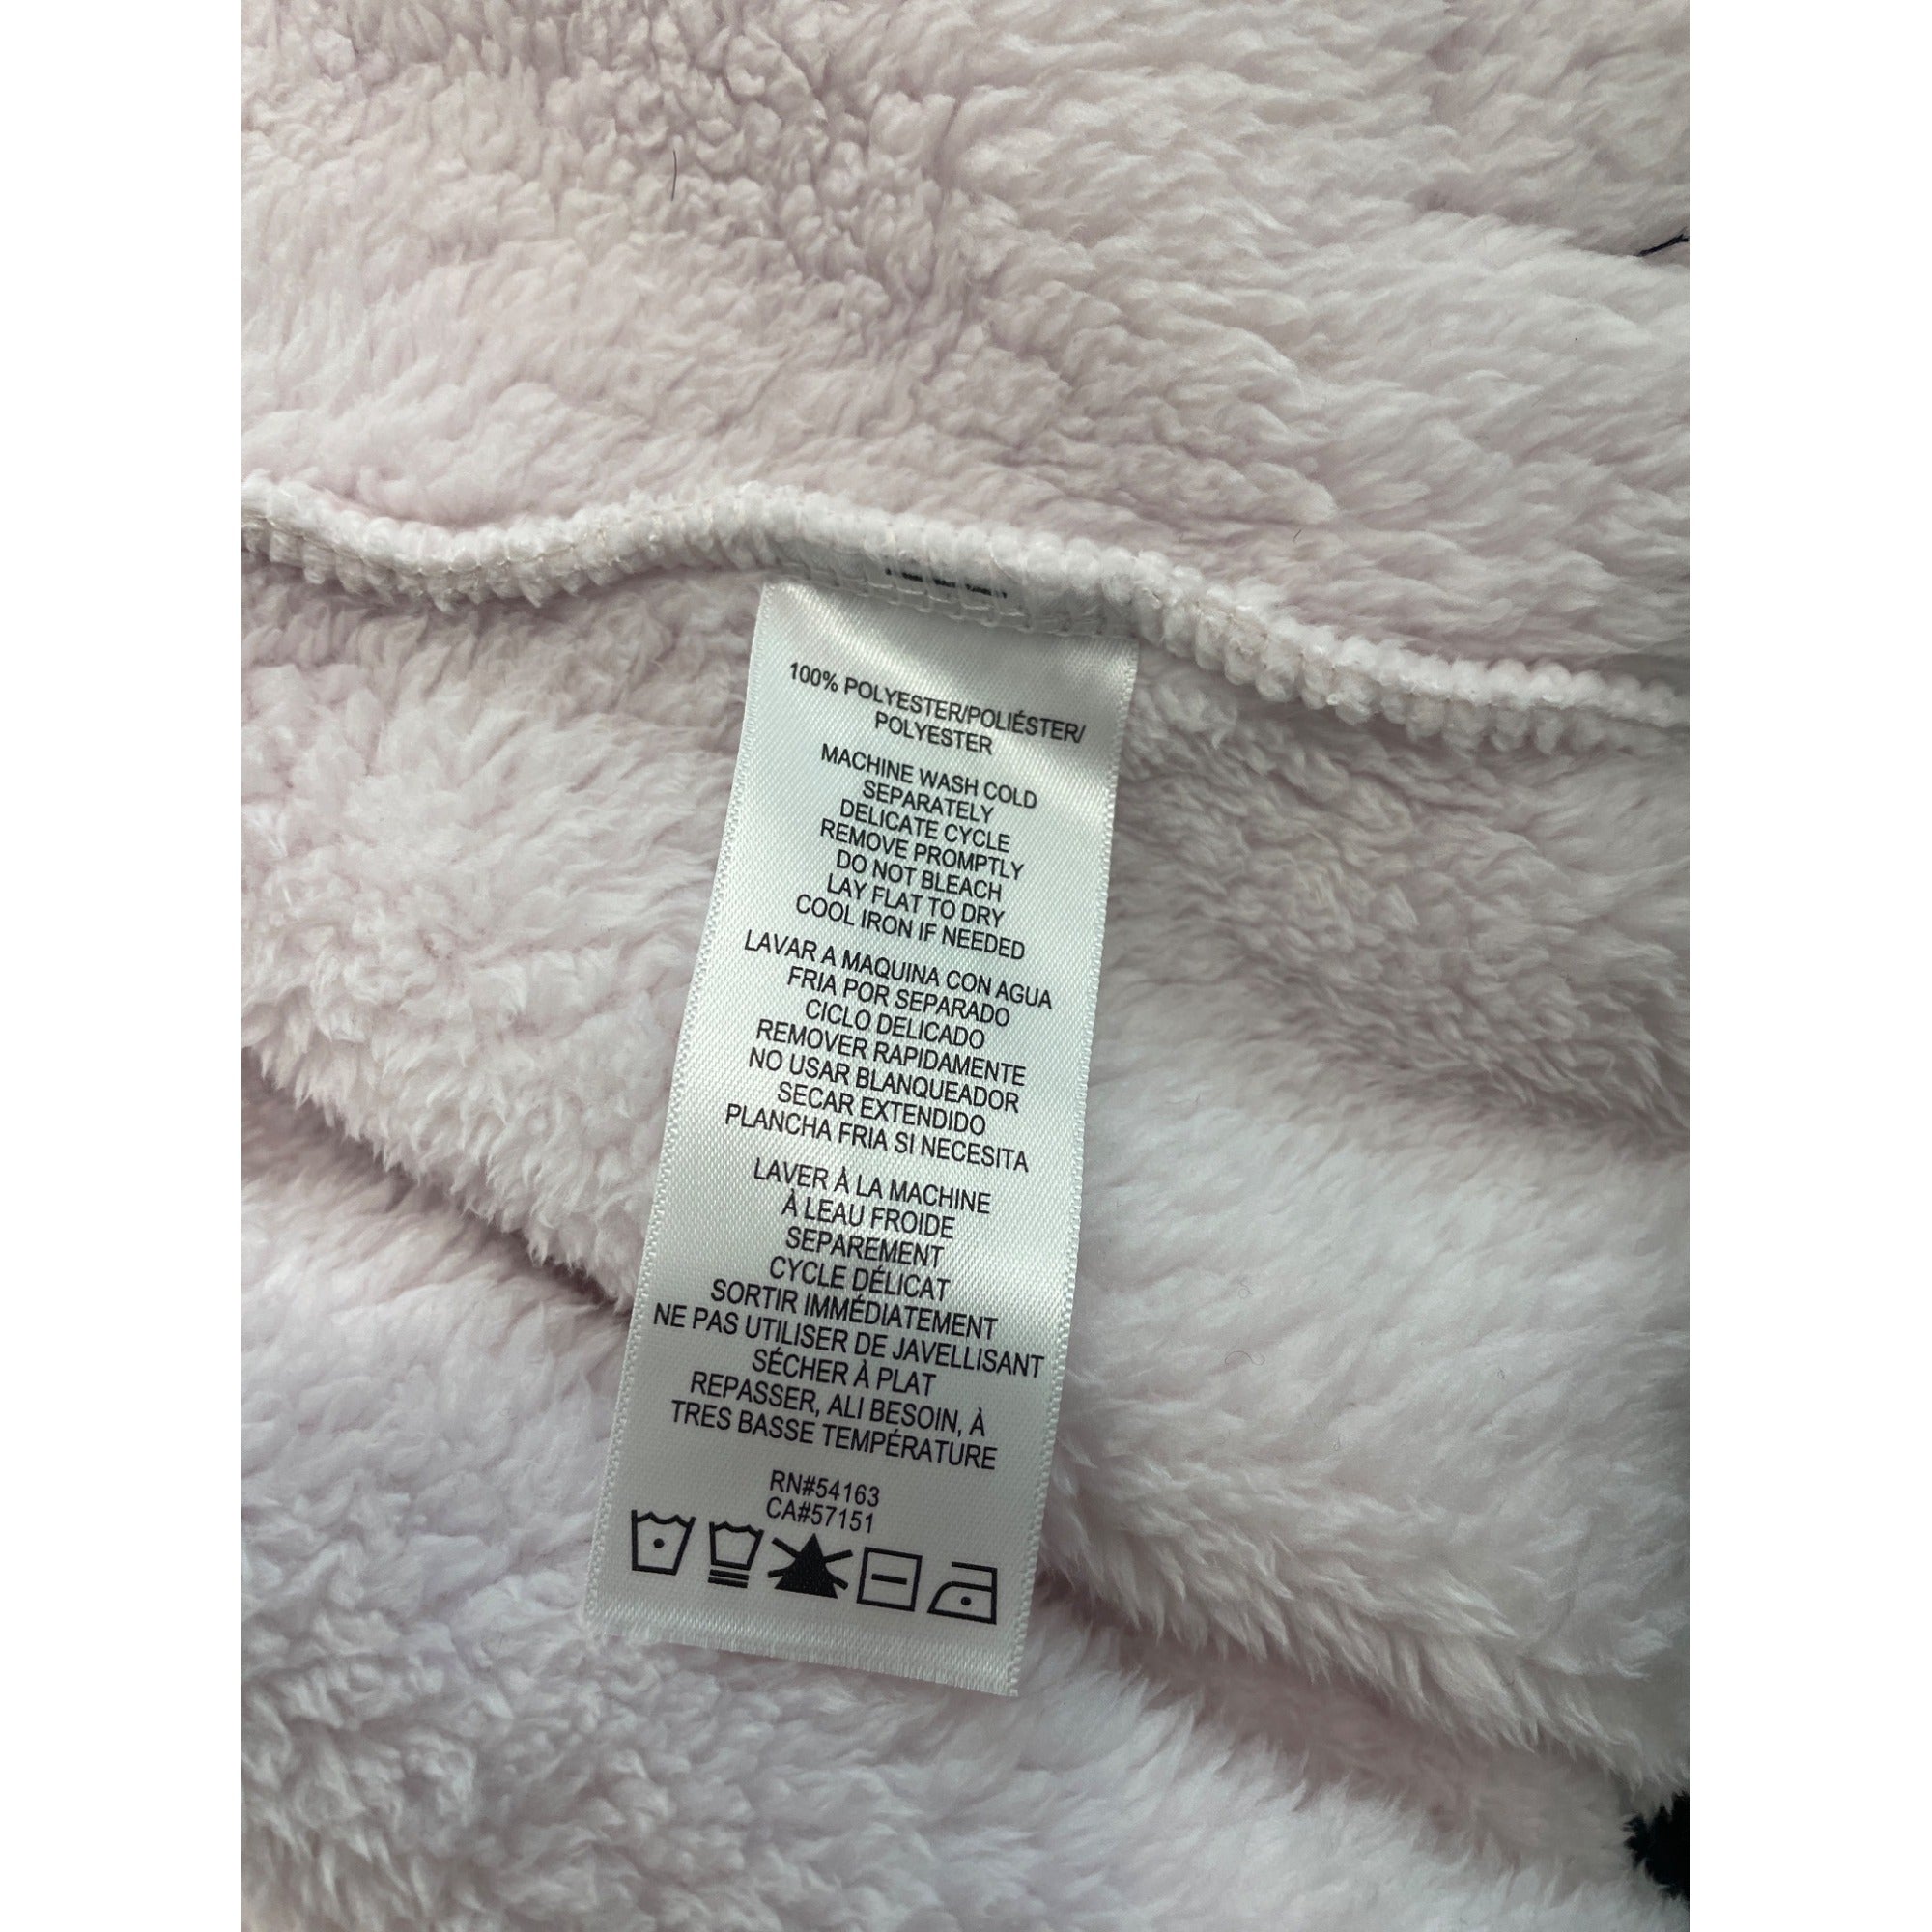 100% POLYESTER/POLIÉSTER/
POLYESTER
MACHINE WASH COLD
SEPARATELY
DELICATE CYCLE
REMOVE PROMPTLY
DO NOT BLEACH
LAY FLAT TO DRY
COOL IRON IF NEEDED
LAVAR A MAQUINA CON AGUA
FRIA POR SEPARADO
CICLO DELICADO
REMOVER RAPIDAMENTE
NO USAR BLANQUEADOR
SECAR EXTENDIDO
PLANCHA FRIA SI NECESITA
LAVER À LA MACHINE
À LEAU FROIDE
SEPAREMENT
CYCLE DÉLICAT
SORTIR IMMÉDIATEMENT
NE PAS UTILISER DE JAVELLISANT
SÉCHER À PLAT
REPASSER, ALI BESOIN, À
TRES BASSE TEMPÉRATURE
RN#54163
CA#57151